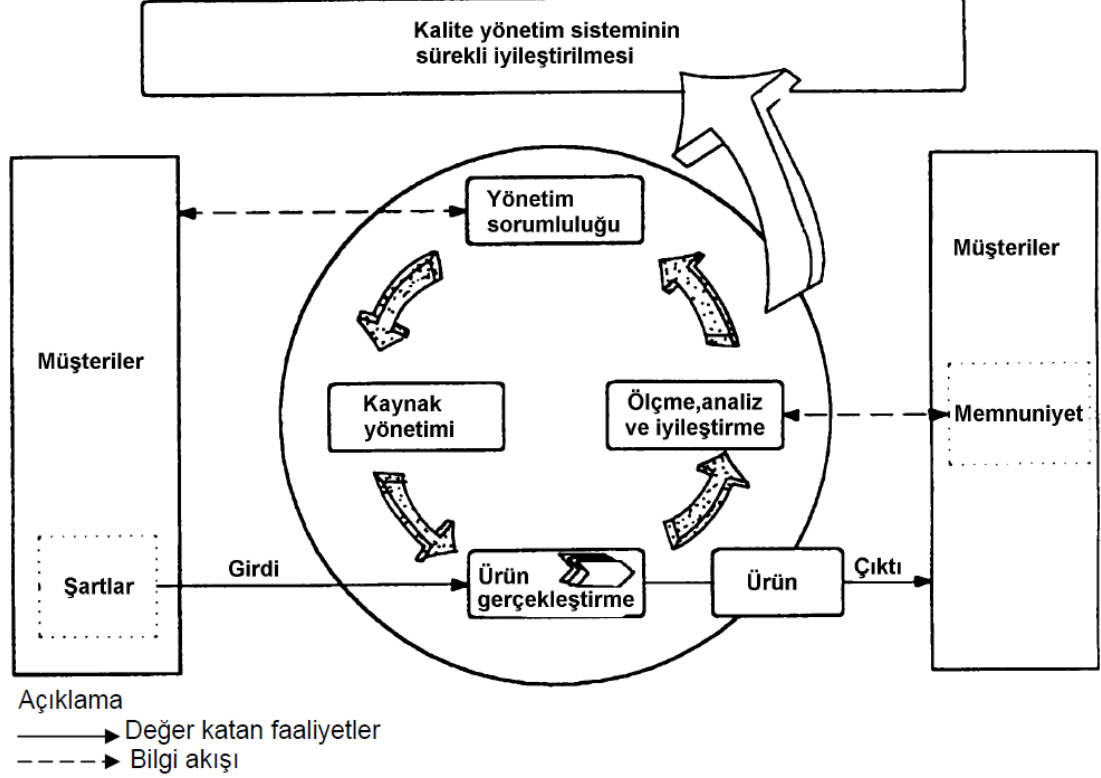 Kalite yönetim sisteminin
sürekli iyileştirilmesi
Yönetim
sorumluluğu
Müşteriler
Müşteriler
Kaynak
yönetimi
Ölçme,analiz
ve iyileştirme
Memnuniyet
Şartlar
Girdi
Ürün
gerçekleştirme
Ürün
Çıktı
Açıklama
Değer katan faaliyetler
Bilgi akışı